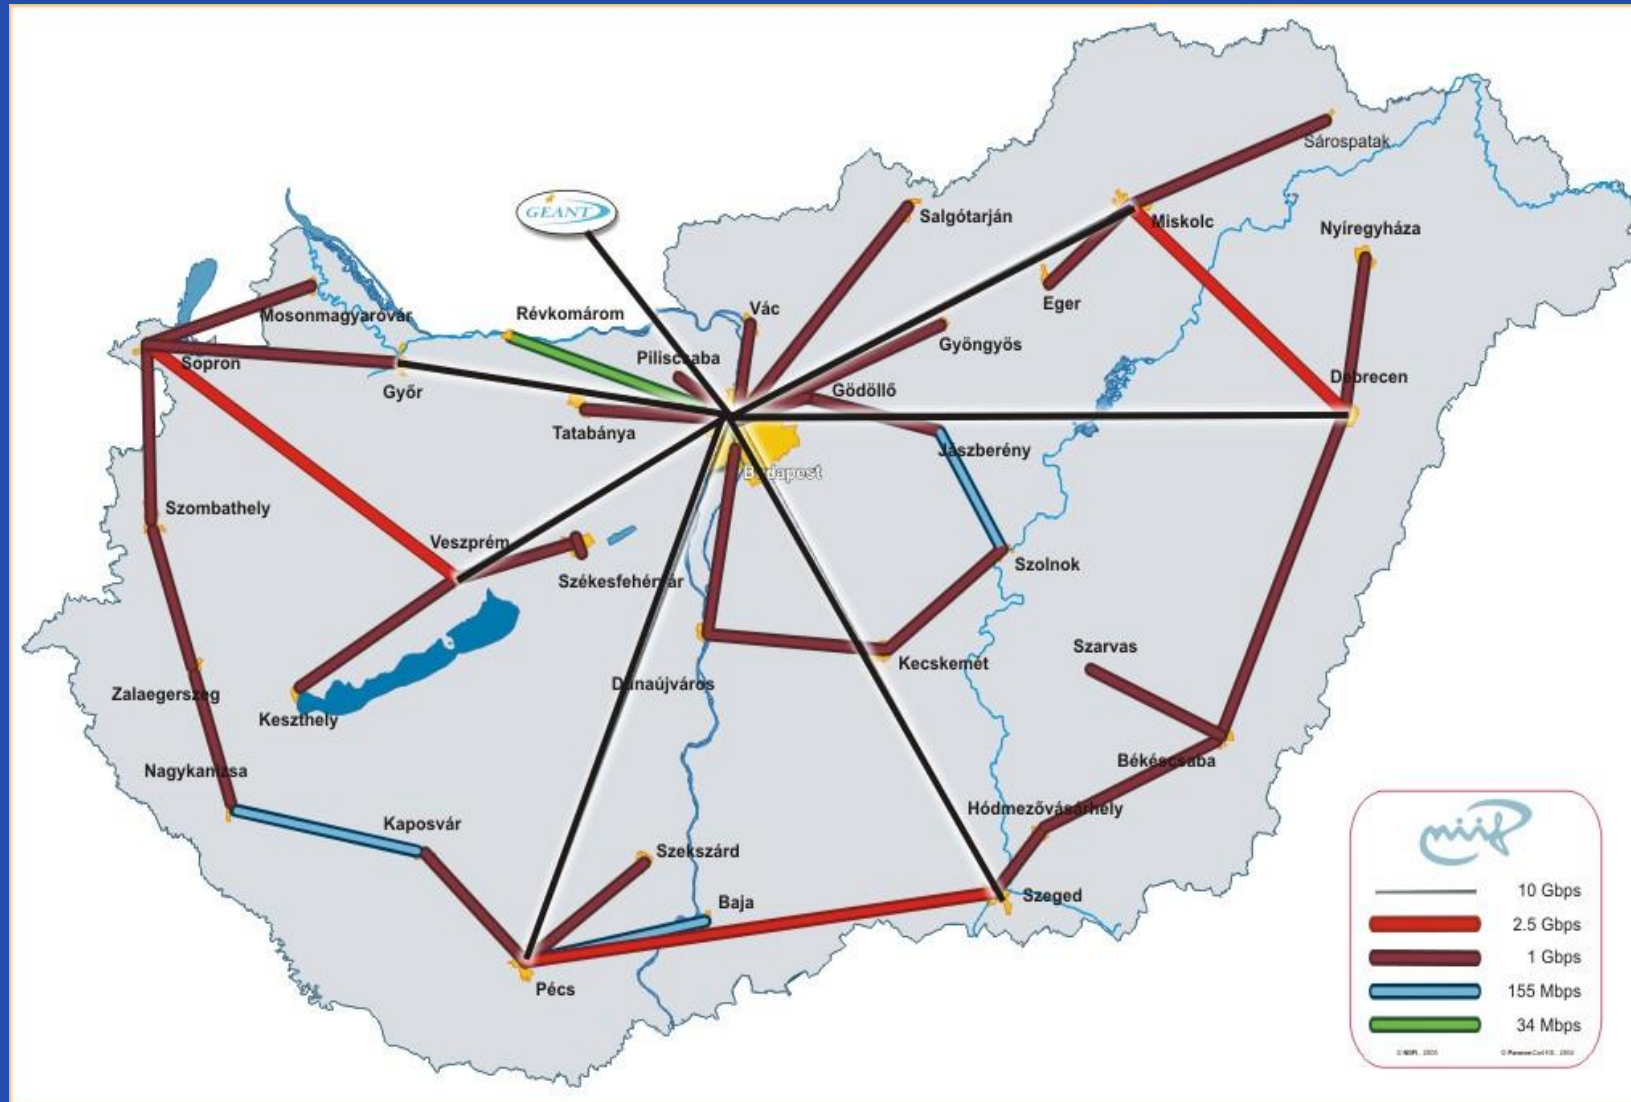 Sárospatak
GEANT
Salgótarján
Miskolc
Nyíregyháza
Eger
Mosonmagyaróvár
Révkomárom
Vác
Gyöngyös
Piliscsaba
Sopron
Győr
Gödöllő
Debrecen
Tatabánya
Jászberény
Budapest
Szombathely
Veszprém
Székesfehérvár
Szolnok
Szarvas
Kecskemét
Dunaújváros
Zalaegerszeg
Keszthely
Békéscsaba
Nagykanizsa
Hódmezővásárhely
Kaposvár
Szekszárd
Baja
Szeged
Pécs
niif
10 Gbps
2.5 Gbps
1 Gbps
155 Mbps
34 Mbps